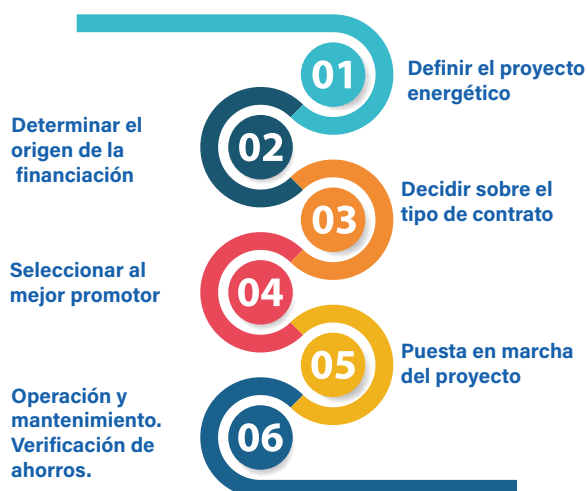 01
Definir el proyecto
energético
02
Determinar el
origen de la
financiación
03
Decidir sobre el
tipo de contrato
04
Seleccionar al
mejor promotor
05
Puesta en marcha
del proyecto
06
Operación y
mantenimiento.
Verificación de
ahorros.